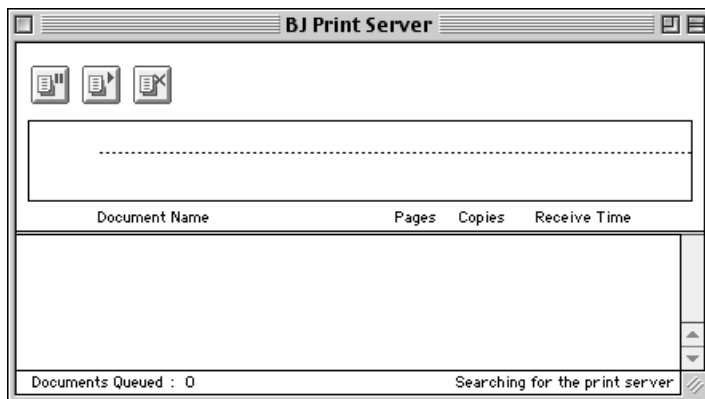 BJ Print Server
Document Name Pages Copies Receive Time
Documents Queued : 0 Searching for the print server